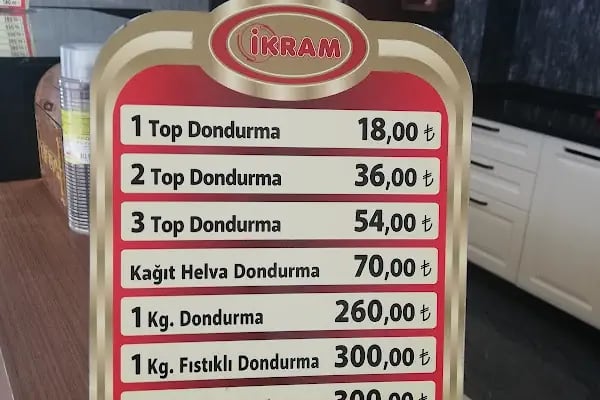 İKRAM
1 Top Dondurma 18,00 ₺
2 Top Dondurma 36,00 ₺
3 Top Dondurma 54,00 ₺
Kağıt Helva Dondurma 70,00 ₺
1 Kg. Dondurma 260,00 ₺
1 Kg. Fıstıklı Dondurma 300,00 ₺